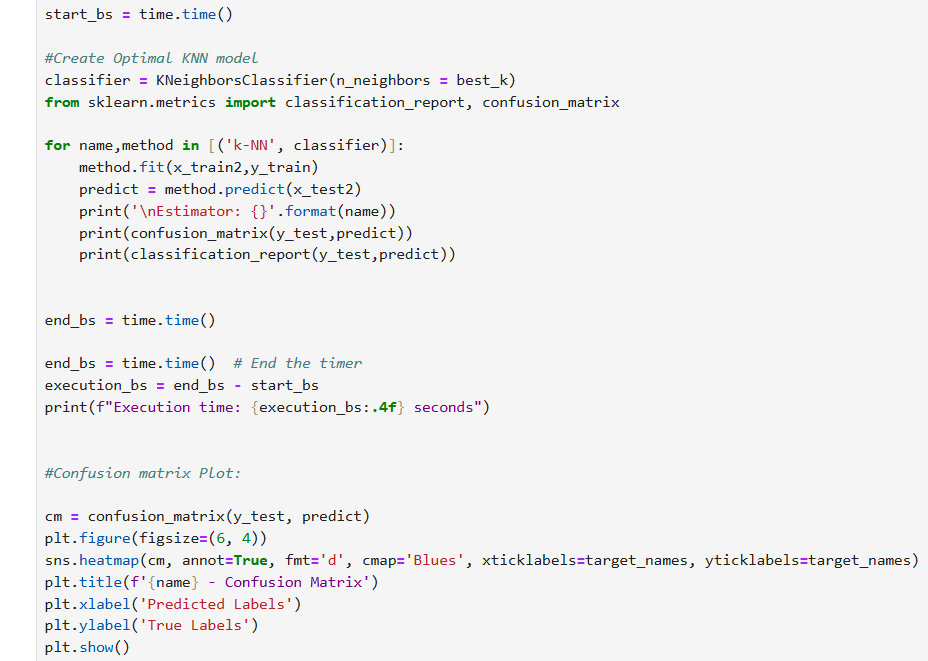 start_bs = time.time()
#Create Optimal KNN model
classifier = KNeighborsClassifier(n_neighbors = best_k)
from sklearn.metrics import classification_report, confusion_matrix
for name,method in [('k-NN', classifier)]:
    method.fit(x_train2,y_train)
    predict = method.predict(x_test2)
    print('\nEstimator: {}'.format(name))
    print(confusion_matrix(y_test,predict))
    print(classification_report(y_test,predict))
end_bs = time.time()
end_bs = time.time()  # End the timer
execution_bs = end_bs - start_bs
print(f"Execution time: {execution_bs:.4f} seconds")
#Confusion matrix Plot:
cm = confusion_matrix(y_test, predict)
plt.figure(figsize=(6, 4))
sns.heatmap(cm, annot=True, fmt='d', cmap='Blues', xticklabels=target_names, yticklabels=target_names)
plt.title(f'{name} - Confusion Matrix')
plt.xlabel('Predicted Labels')
plt.ylabel('True Labels')
plt.show()